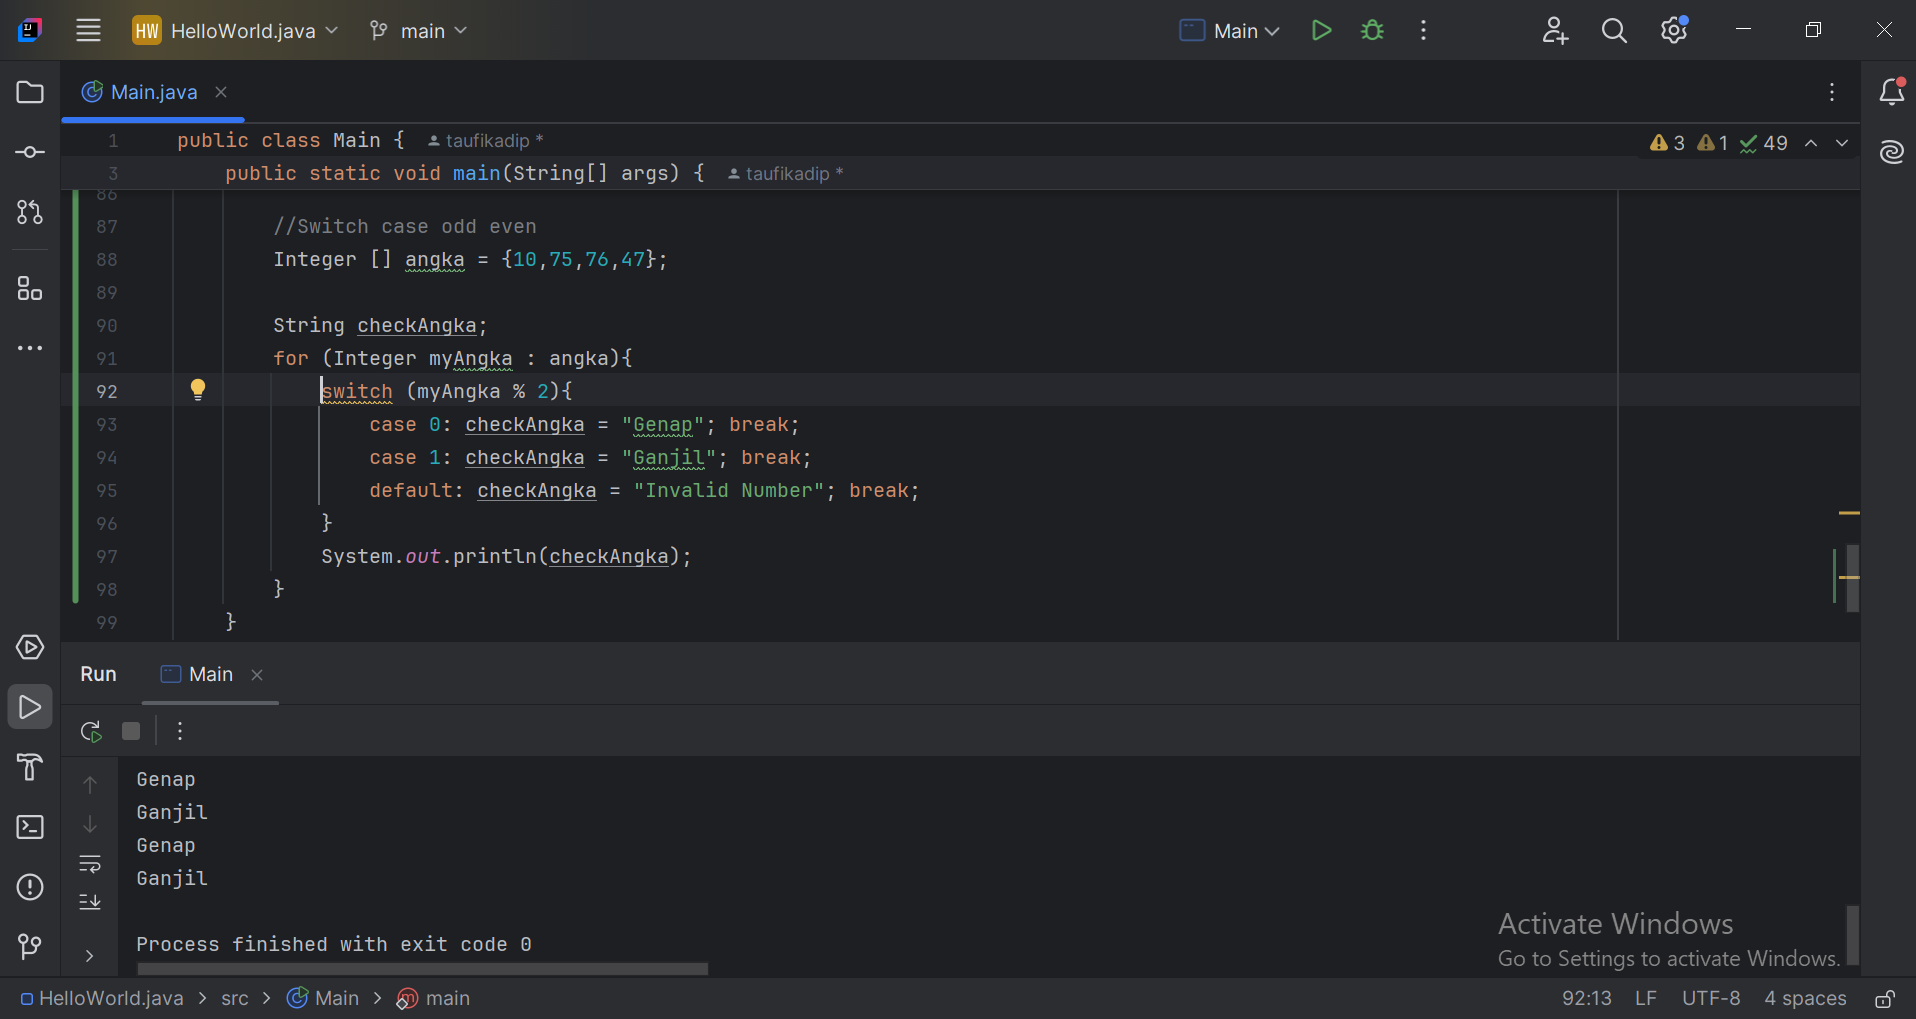 HW HelloWorld.java main Main
Main.java
3 1 49
1 public class Main { taufikadip *
3 public static void main(String[] args) { taufikadip *
86
87 //Switch case odd even
88 Integer [] angka = {10,75,76,47};
89
90 String checkAngka;
91 for (Integer myAngka : angka){
92 switch (myAngka % 2){
93 case 0: checkAngka = "Genap"; break;
94 case 1: checkAngka = "Ganjil"; break;
95 default: checkAngka = "Invalid Number"; break;
96 }
97 System.out.println(checkAngka);
98 }
99 }
Run Main
Genap
Ganjil
Genap
Ganjil
Process finished with exit code 0
Activate Windows
Go to Settings to activate Windows.
HelloWorld.java > src > Main > main 92:13 LF UTF-8 4 spaces